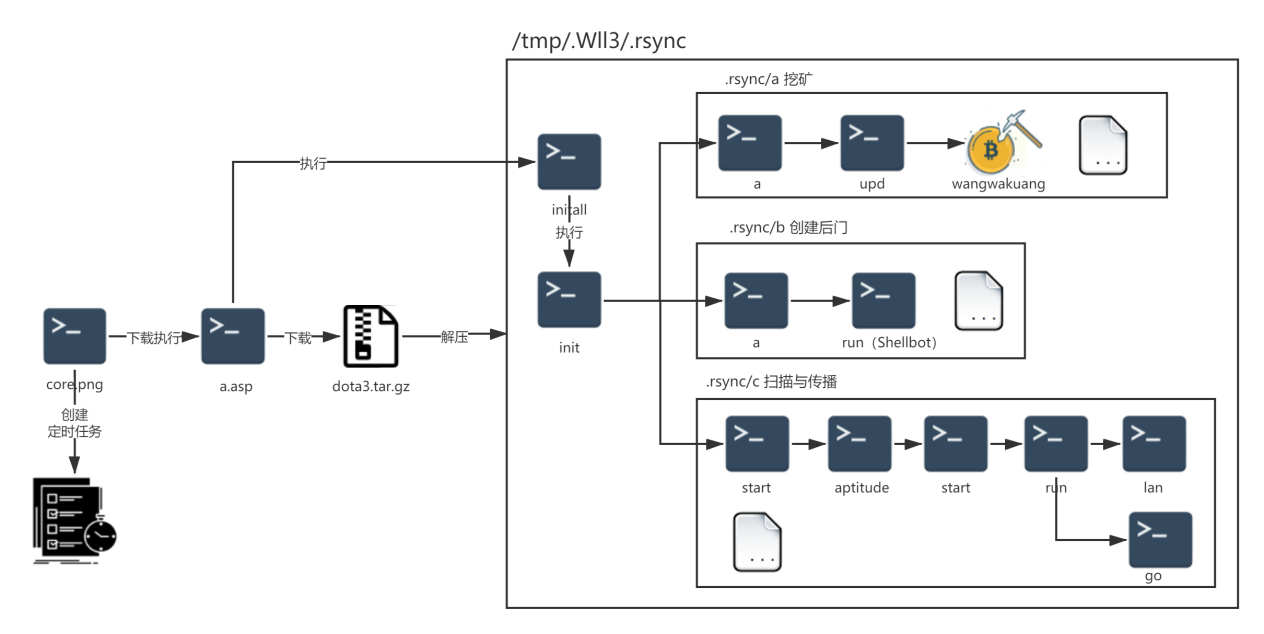 /tmp/.Wll3/.rsync
.rsync/a 挖矿
a
upd
wangwakuang
执行
initall
执行
init
.rsync/b 创建后门
a
run（Shellbot）
core.png
下载执行
a.asp
下载
dota3.tar.gz
解压
创建
定时任务
.rsync/c 扫描与传播
start
aptitude
start
run
lan
go